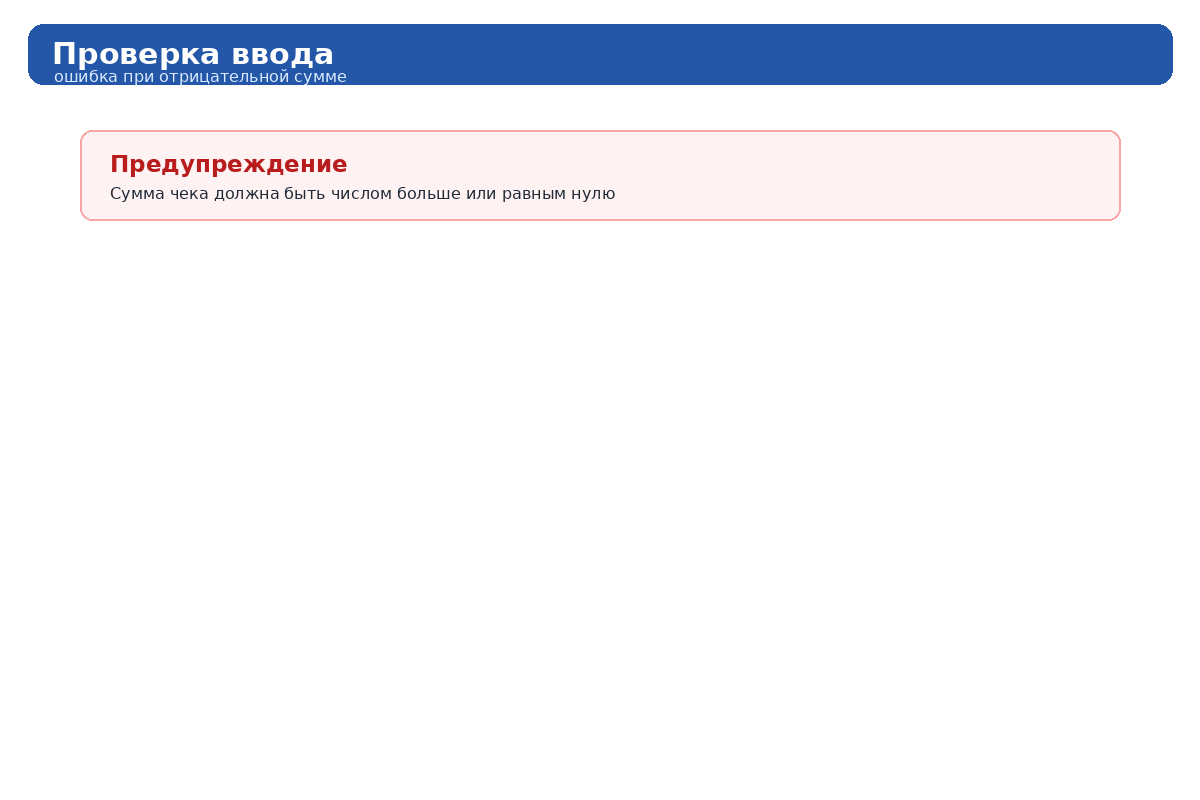 Проверка ввода
ошибка при отрицательной сумме
Предупреждение
Сумма чека должна быть числом больше или равным нулю